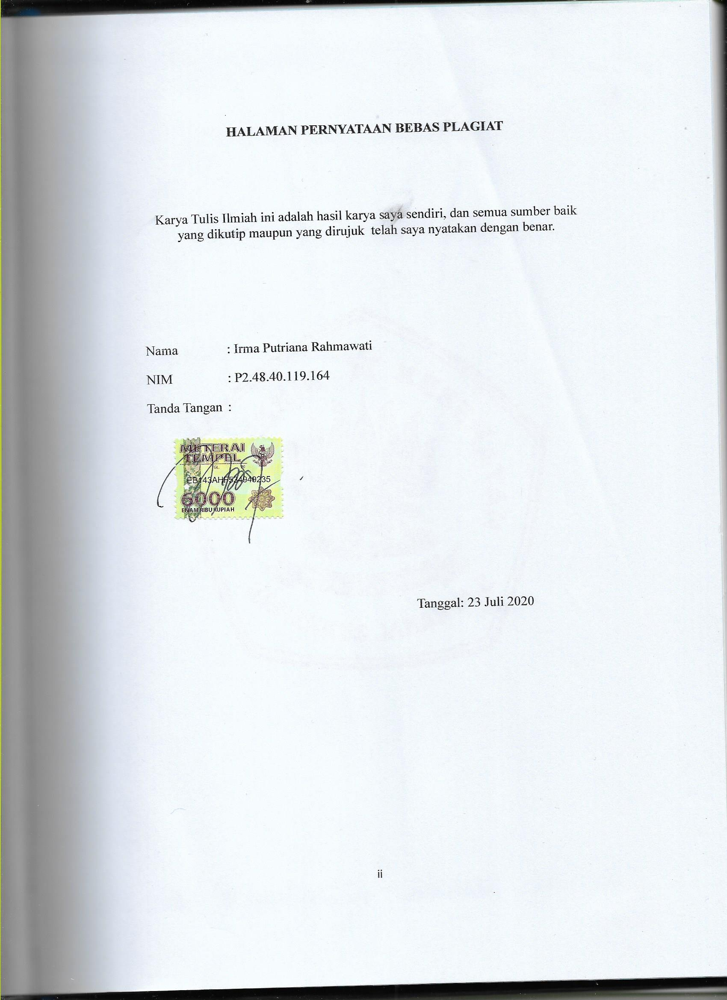 HALAMAN PERNYATAAN BEBAS PLAGIAT
Karya Tulis Ilmiah ini adalah hasil karya saya sendiri, dan semua sumber baik
yang dikutip maupun yang dirujuk telah saya nyatakan dengan benar.
Nama : Irma Putriana Rahmawati
NIM : P2.48.40.119.164
Tanda Tangan :
METERAI
TEMPEL
TGL. 20
EB143AHF534949235
6000
ENAM RIBU RUPIAH
Tanggal: 23 Juli 2020
ii